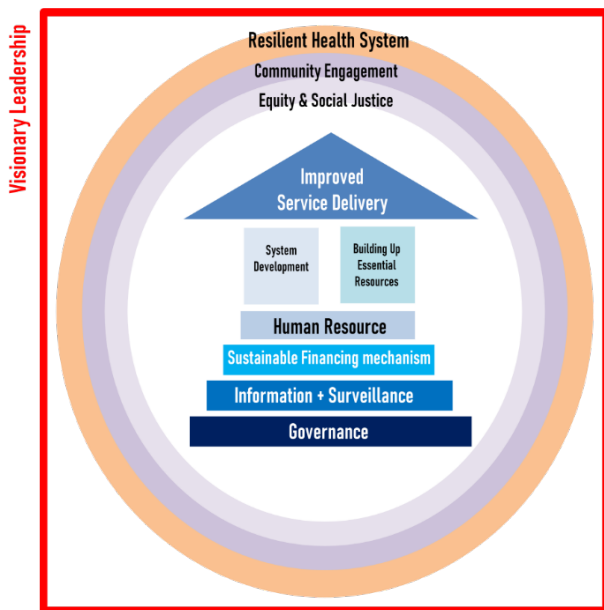 Visionary Leadership
Resilient Health System
Community Engagement
Equity & Social Justice
Improved
Service Delivery
System
Development
Building Up
Essential
Resources
Human Resource
Sustainable Financing mechanism
Information + Surveillance
Governance